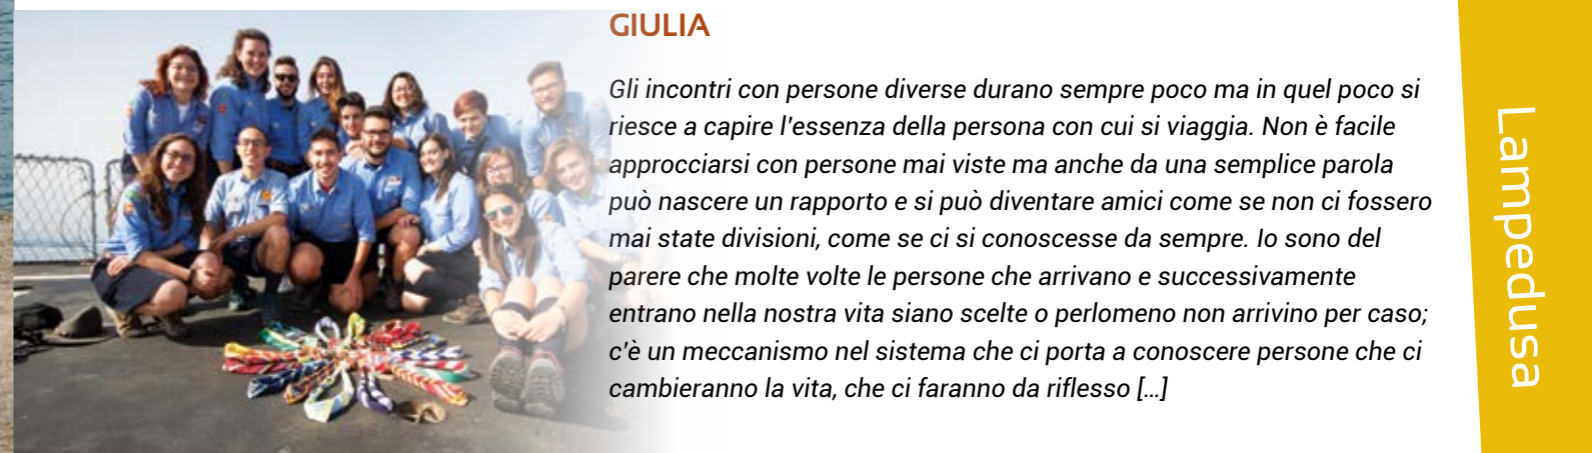 GIULIA
Gli incontri con persone diverse durano sempre poco ma in quel poco si
riesce a capire l'essenza della persona con cui si viaggia. Non è facile
approcciarsi con persone mai viste ma anche da una semplice parola
può nascere un rapporto e si può diventare amici come se non ci fossero
mai state divisioni, come se ci si conoscesse da sempre. Io sono del
parere che molte volte le persone che arrivano e successivamente
entrano nella nostra vita siano scelte o perlomeno non arrivino per caso;
c'è un meccanismo nel sistema che ci porta a conoscere persone che ci
cambieranno la vita, che ci faranno da riflesso [...]
Lampedusa